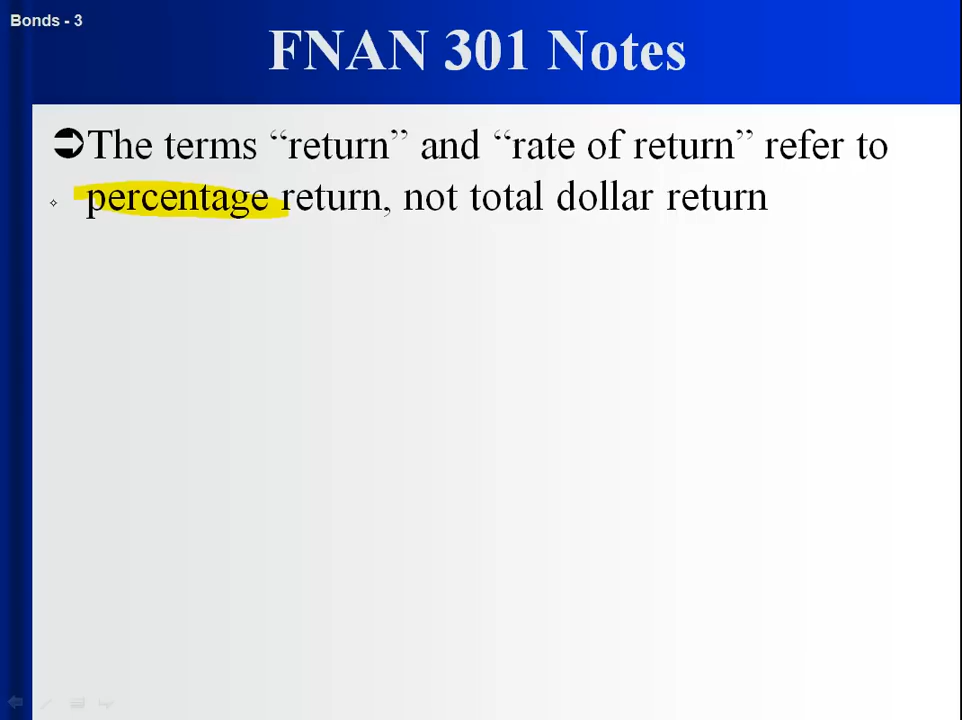 Bonds - 3
FNAN 301 Notes
➲The terms “return” and “rate of return” refer to
percentage return, not total dollar return